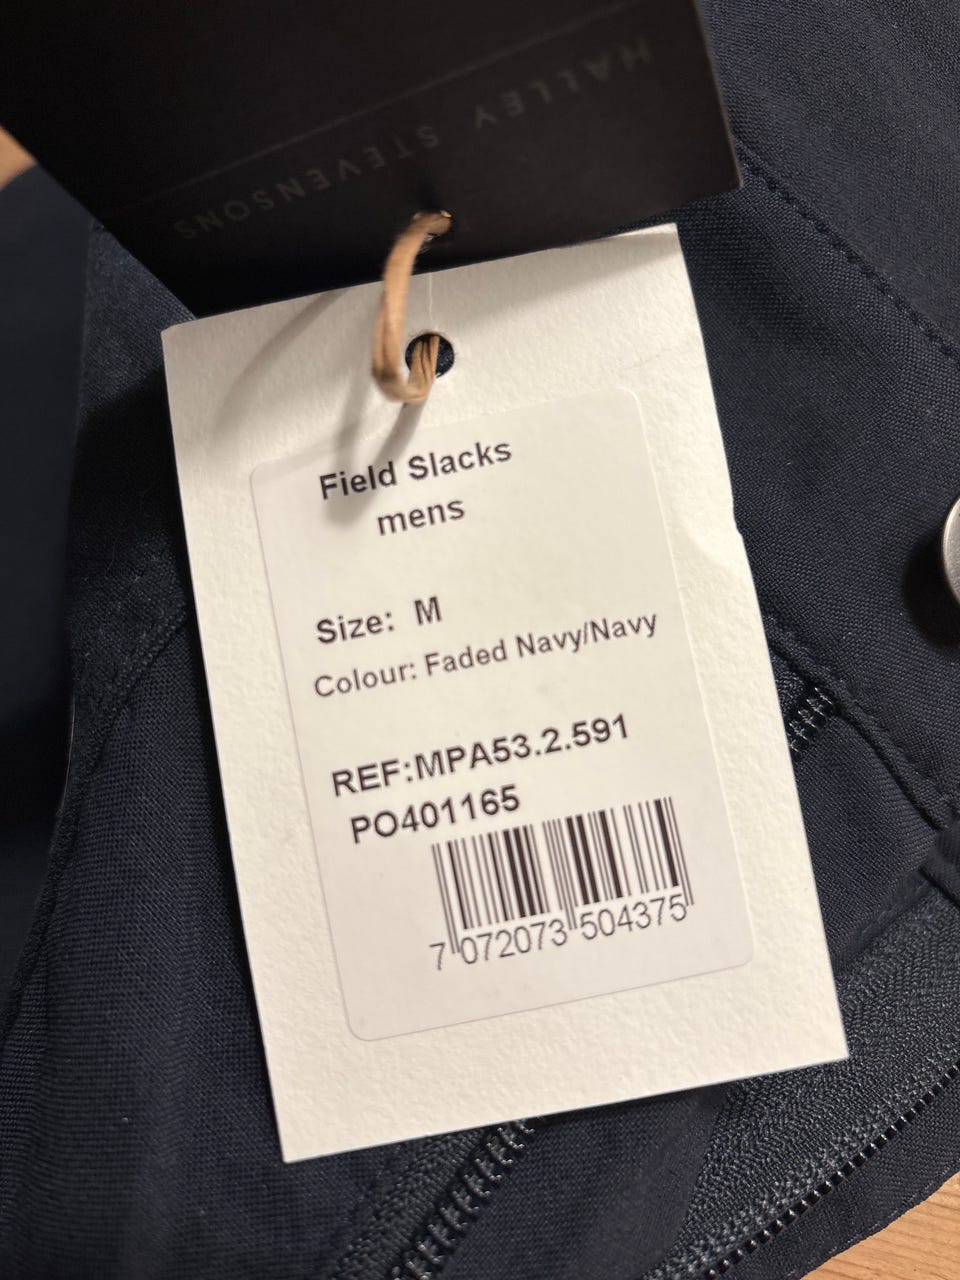 HALLEY STEVENSONS
Field Slacks
mens
Size: M
Colour: Faded Navy/Navy
REF:MPA53.2.591
PO401165
7 072073 504375